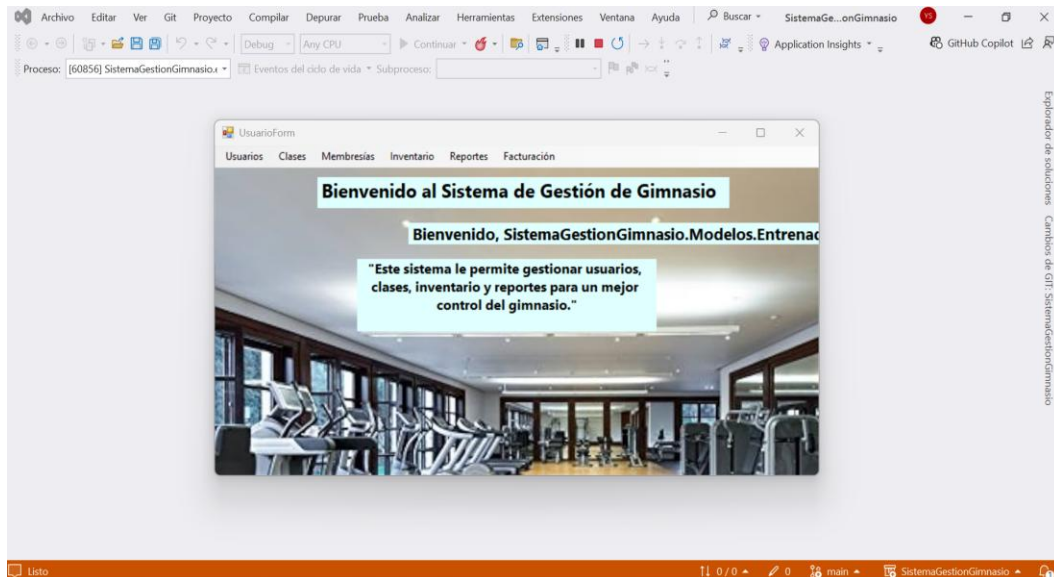 Archivo Editar Ver Git Proyecto Compilar Depurar Prueba Analizar Herramientas Extensiones Ventana Ayuda Buscar SistemaGe...onGimnasio YS
Debug Any CPU Continuar Application Insights GitHub Copilot
Proceso: [60856] SistemaGestionGimnasio.e Eventos del ciclo de vida Subproceso:
UsuarioForm
Usuarios Clases Membresías Inventario Reportes Facturación
Bienvenido al Sistema de Gestión de Gimnasio
Bienvenido, SistemaGestionGimnasio.Modelos.Entrenad
"Este sistema le permite gestionar usuarios,
clases, inventario y reportes para un mejor
control del gimnasio."
Explorador de soluciones
Cambios de GIT: SistemaGestionGimnasio
Listo 0 / 0 0 main SistemaGestionGimnasio